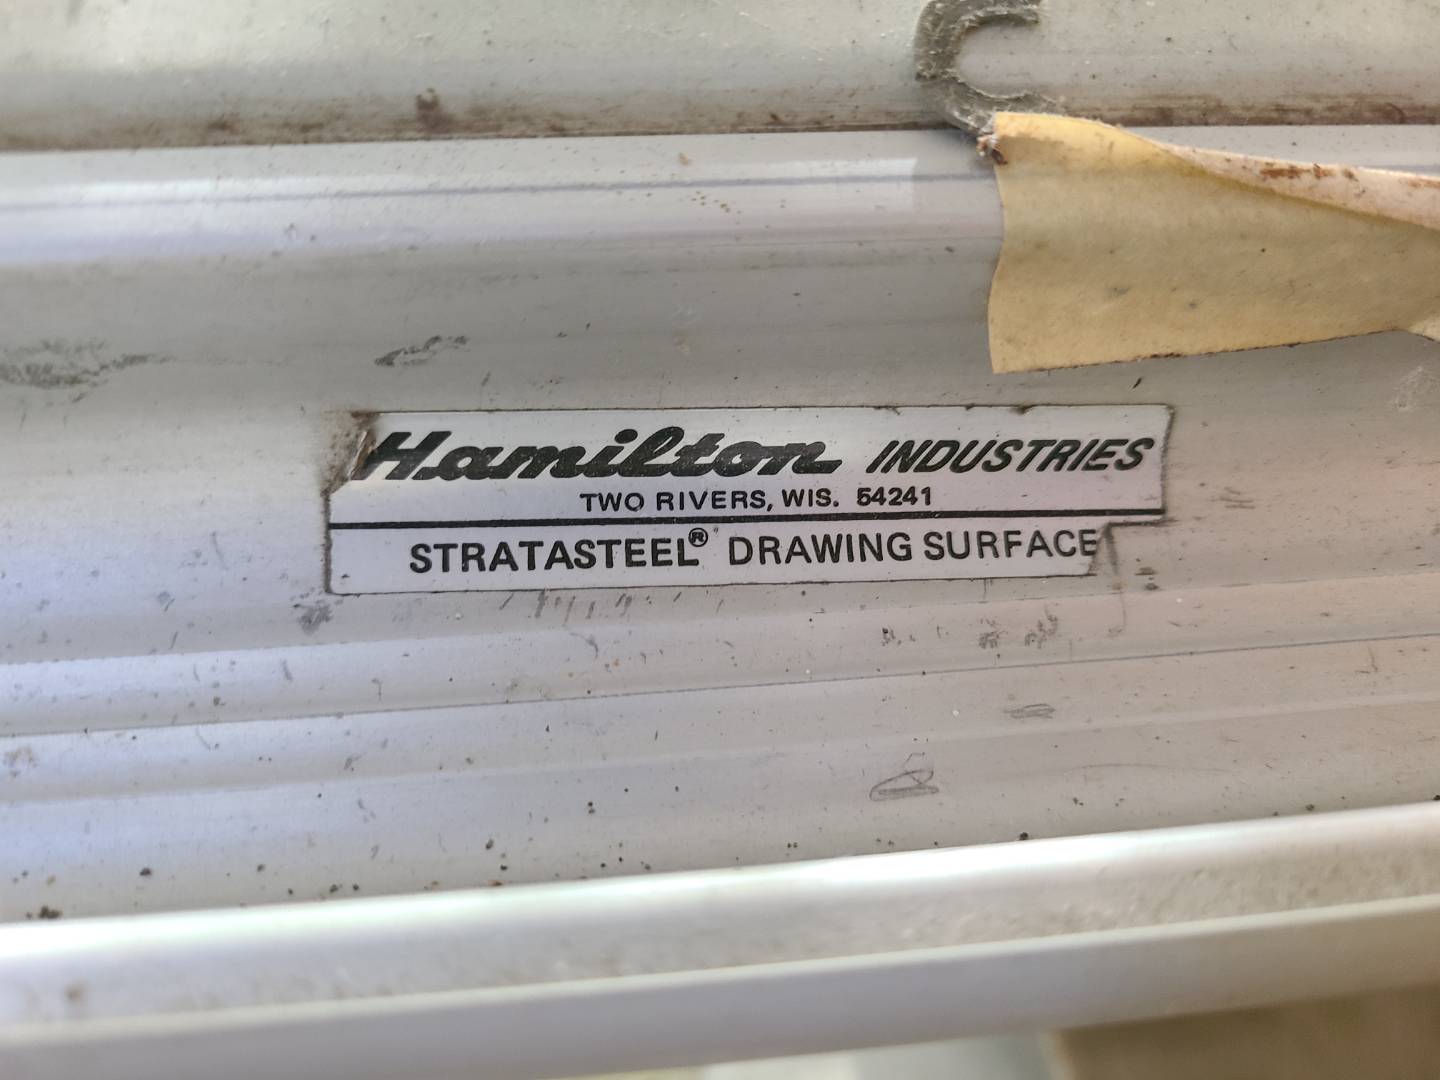 Hamilton INDUSTRIES
TWO RIVERS, WIS. 54241
STRATASTEEL® DRAWING SURFACE